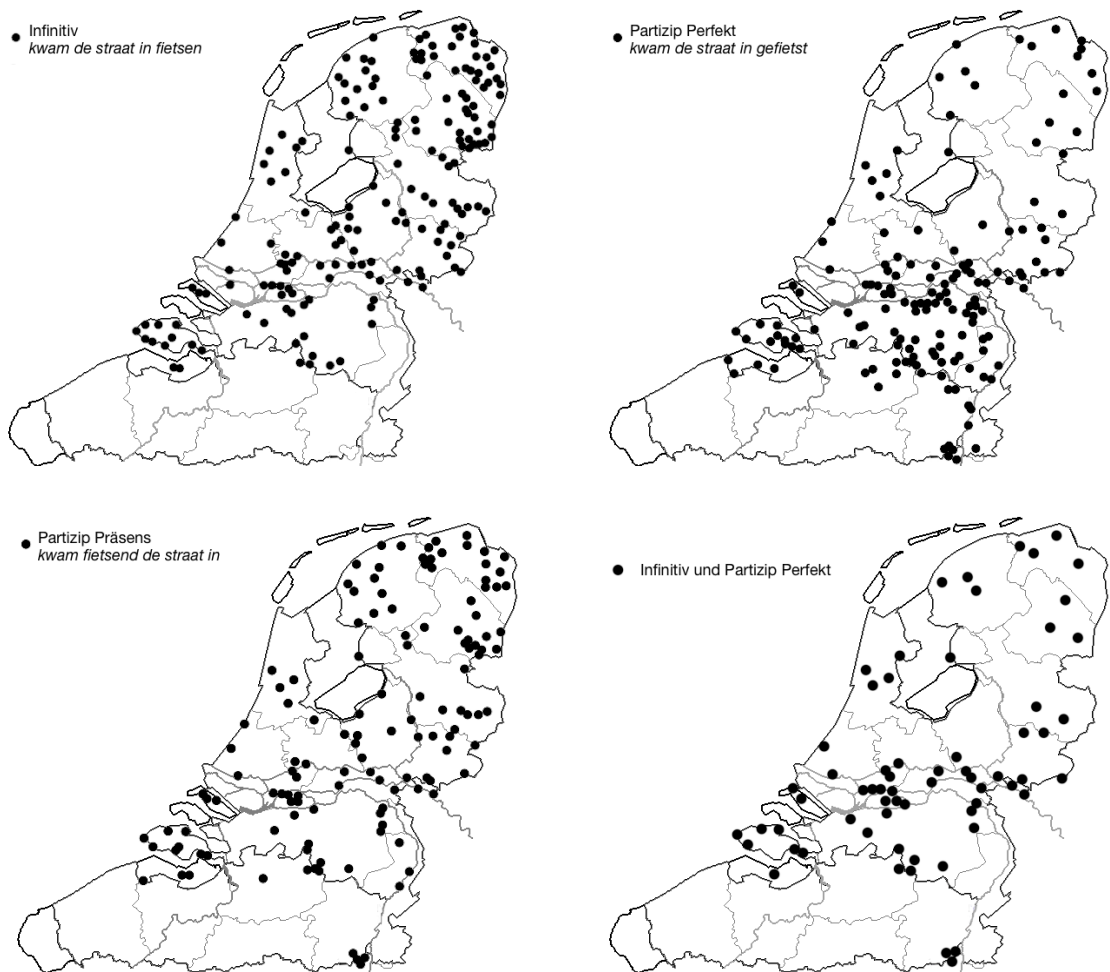 Infinitiv
kwam de straat in fietsen
Partizip Perfekt
kwam de straat in gefietst
Partizip Präsens
kwam fietsend de straat in
Infinitiv und Partizip Perfekt